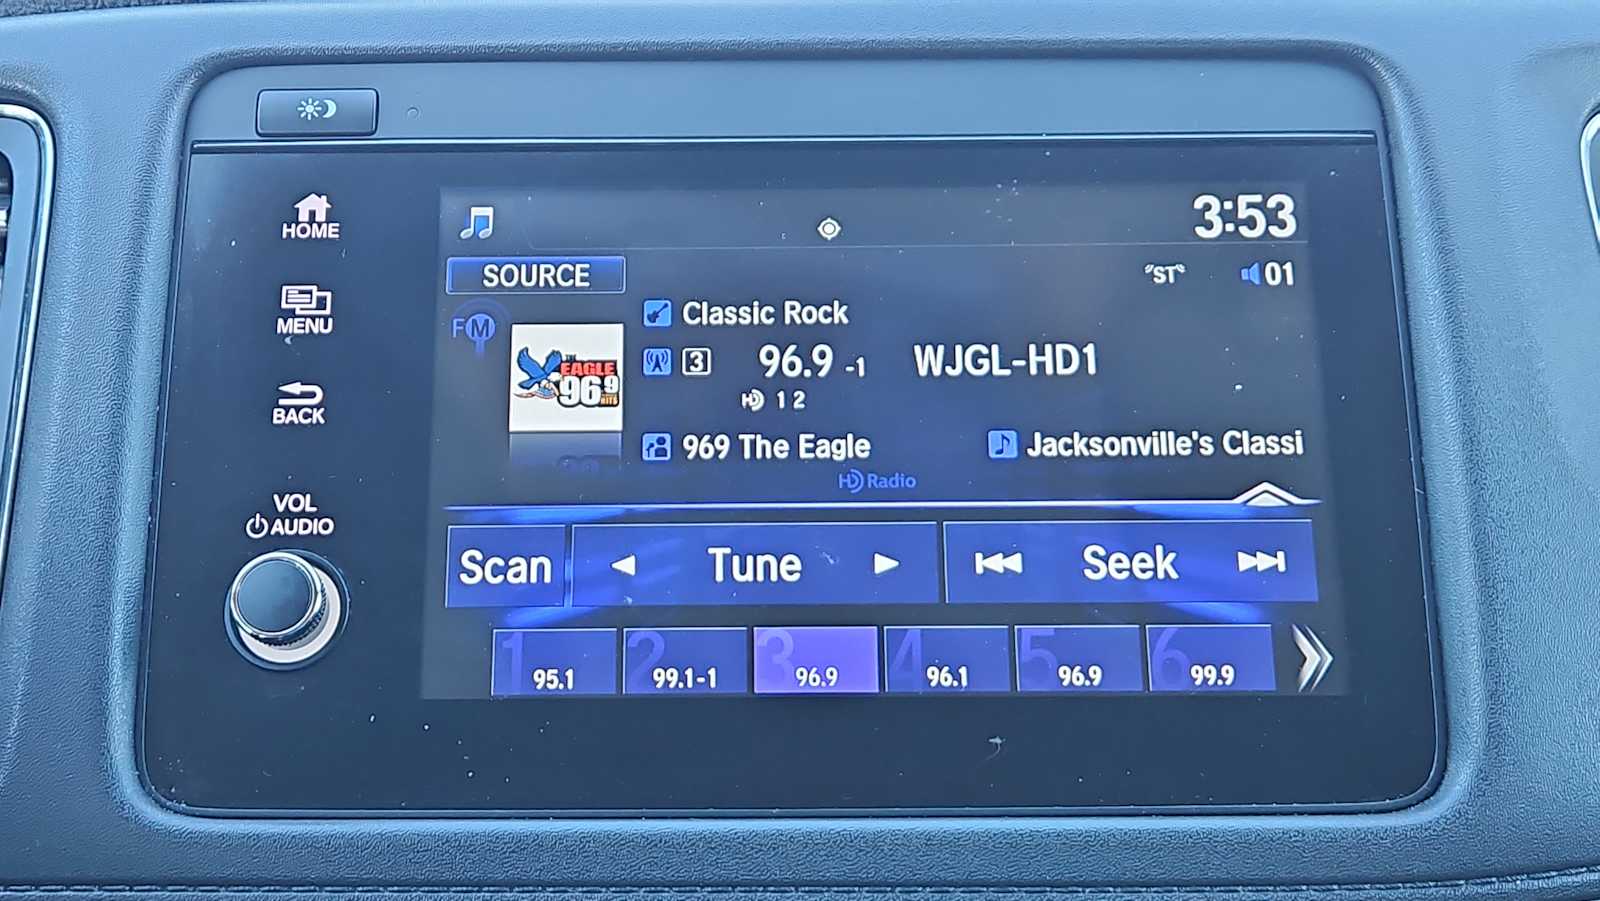 HOME
MENU
BACK
VOL
AUDIO
3:53
SOURCE
"ST"
01
FM
THE
EAGLE
96.9
HITS
Classic Rock
3 96.9 -1 WJGL-HD1
HD 1 2
969 The Eagle
Jacksonville's Classi
HD Radio
Scan
Tune
Seek
1 95.1
2 99.1-1
3 96.9
4 96.1
5 96.9
6 99.9